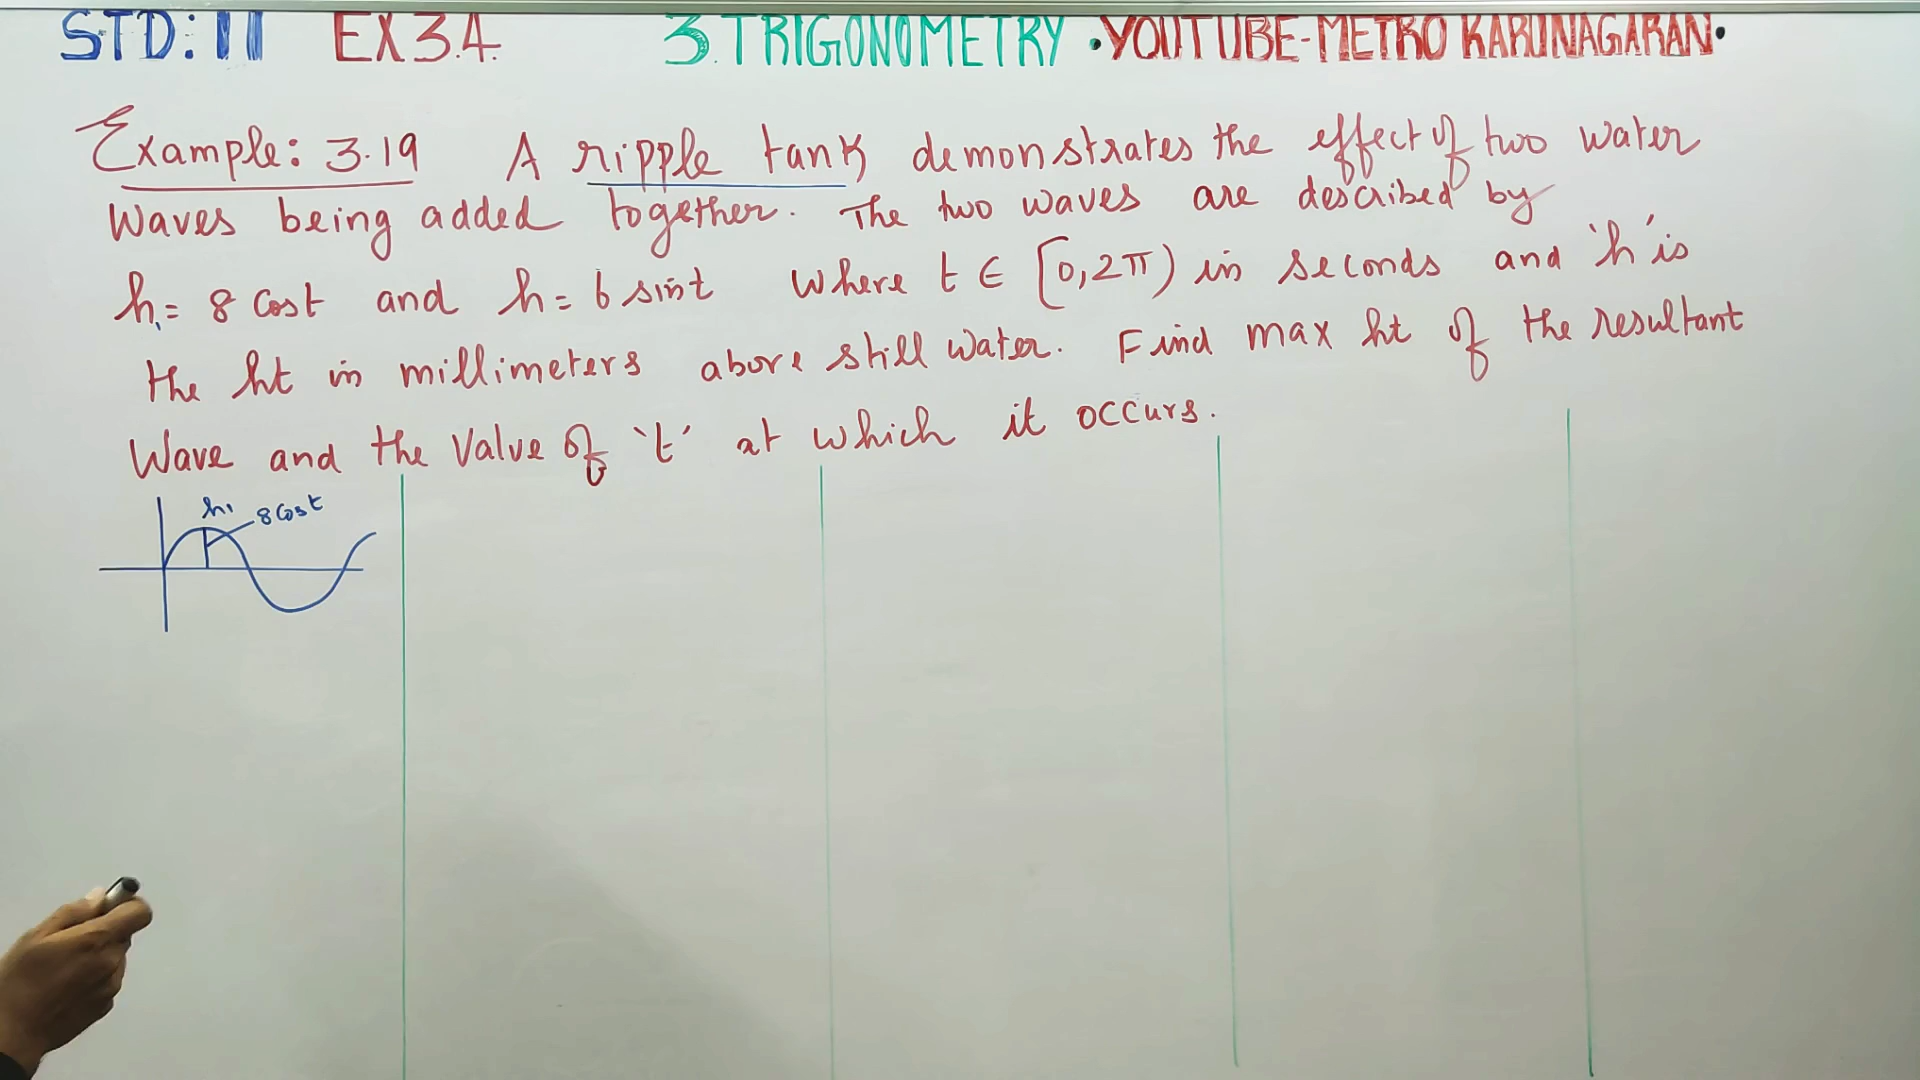 STD: 11 EX 3.4. 3. TRIGONOMETRY • YOUTUBE-METRO KARUNAGARAN•
Example: 3.19 A ripple tank demonstrates the effect of two water
waves being added together. The two waves are described by
h₁= 8 cost and h= 6 sint where t ∈ [0,2π) in seconds and 'h' is
the ht in millimeters above still water. Find max ht of the resultant
Wave and the Value of 't' at which it occurs.
h₁ 8 cost